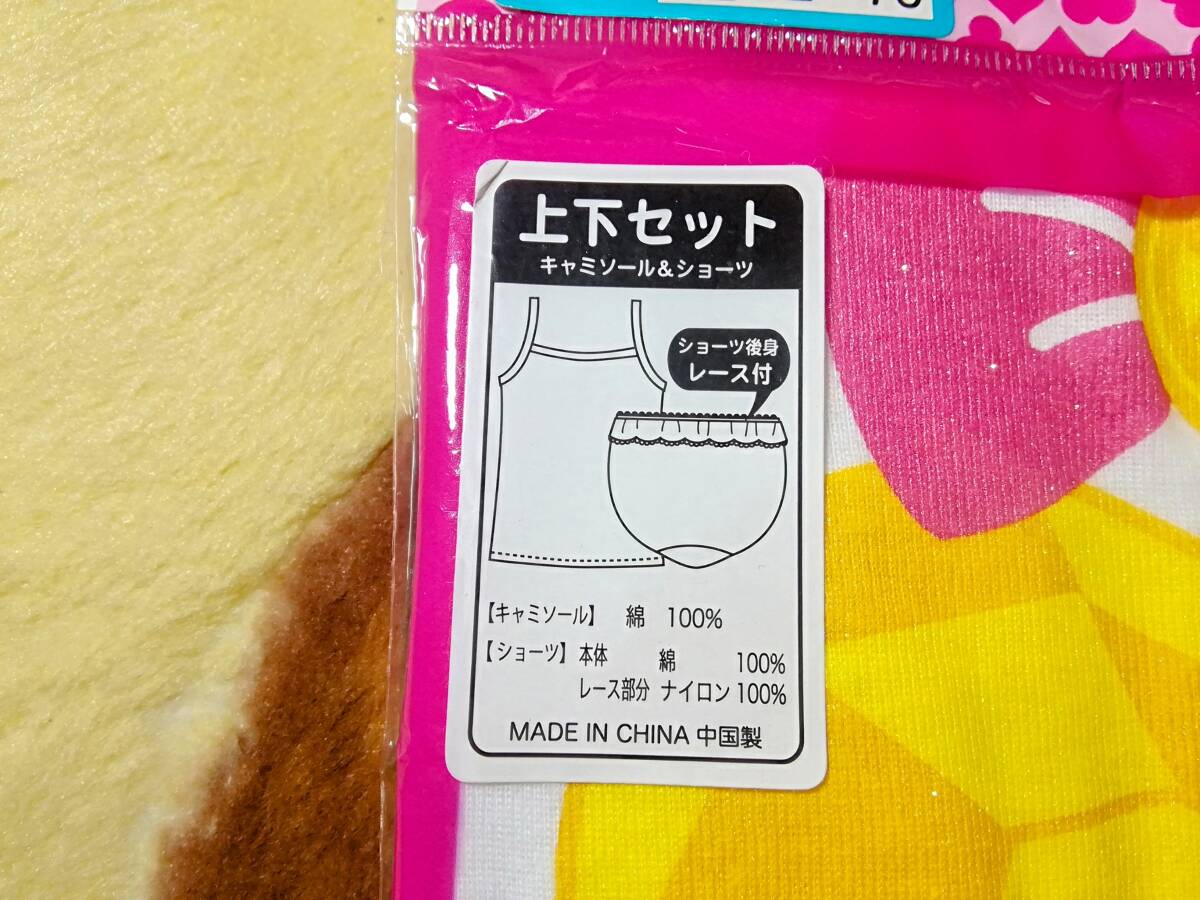 上下セット
キャミソール&ショーツ
ショーツ後身
レース付
【キャミソール】 綿 100%
【ショーツ】 本体 綿 100%
レース部分 ナイロン 100%
MADE IN CHINA 中国製